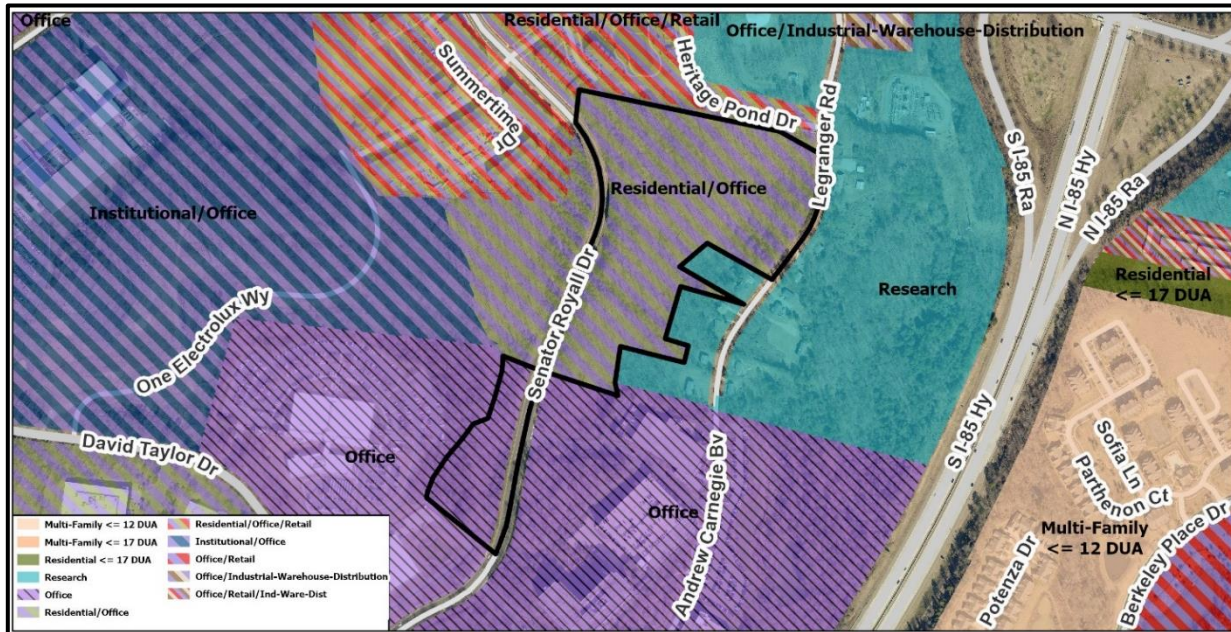 Office
Residential/Office/Retail
Office/Industrial-Warehouse-Distribution
Summertime Dr
Heritage Pond Dr
Legranger Rd
S I-85 Ra
N I-85 Hy
N I-85 Ra
Institutional/Office
Residential/Office
Research
Residential
<= 17 DUA
One Electrolux Wy
Senator Royall Dr
David Taylor Dr
Office
Office
Andrew Carnegie Bv
S I-85 Hy
Sofia Ln
Parthenon Ct
Multi-Family
<= 12 DUA
Potenza Dr
Berkeley Place Dr
Multi-Family <= 12 DUA
Multi-Family <= 17 DUA
Residential <= 17 DUA
Research
Office
Residential/Office
Residential/Office/Retail
Institutional/Office
Office/Retail
Office/Industrial-Warehouse-Distribution
Office/Retail/Ind-Ware-Dist